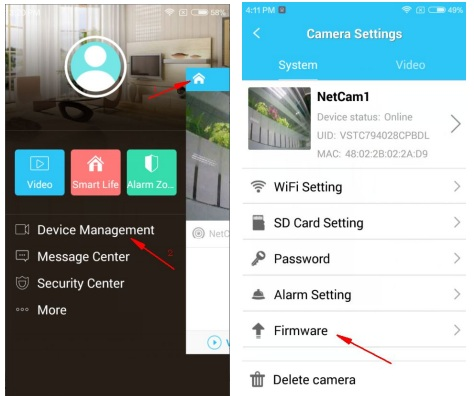 58%
Video
Smart Life
Alarm Zo...
Device Management
Message Center
2
Security Center
More
NetC
V
4:11 PM
49%
Camera Settings
System
Video
NetCam1
Device status: Online
UID: VSTC794028CPBDL
MAC: 48:02:2B:02:2A:D9
WiFi Setting
SD Card Setting
Password
Alarm Setting
Firmware
Delete camera